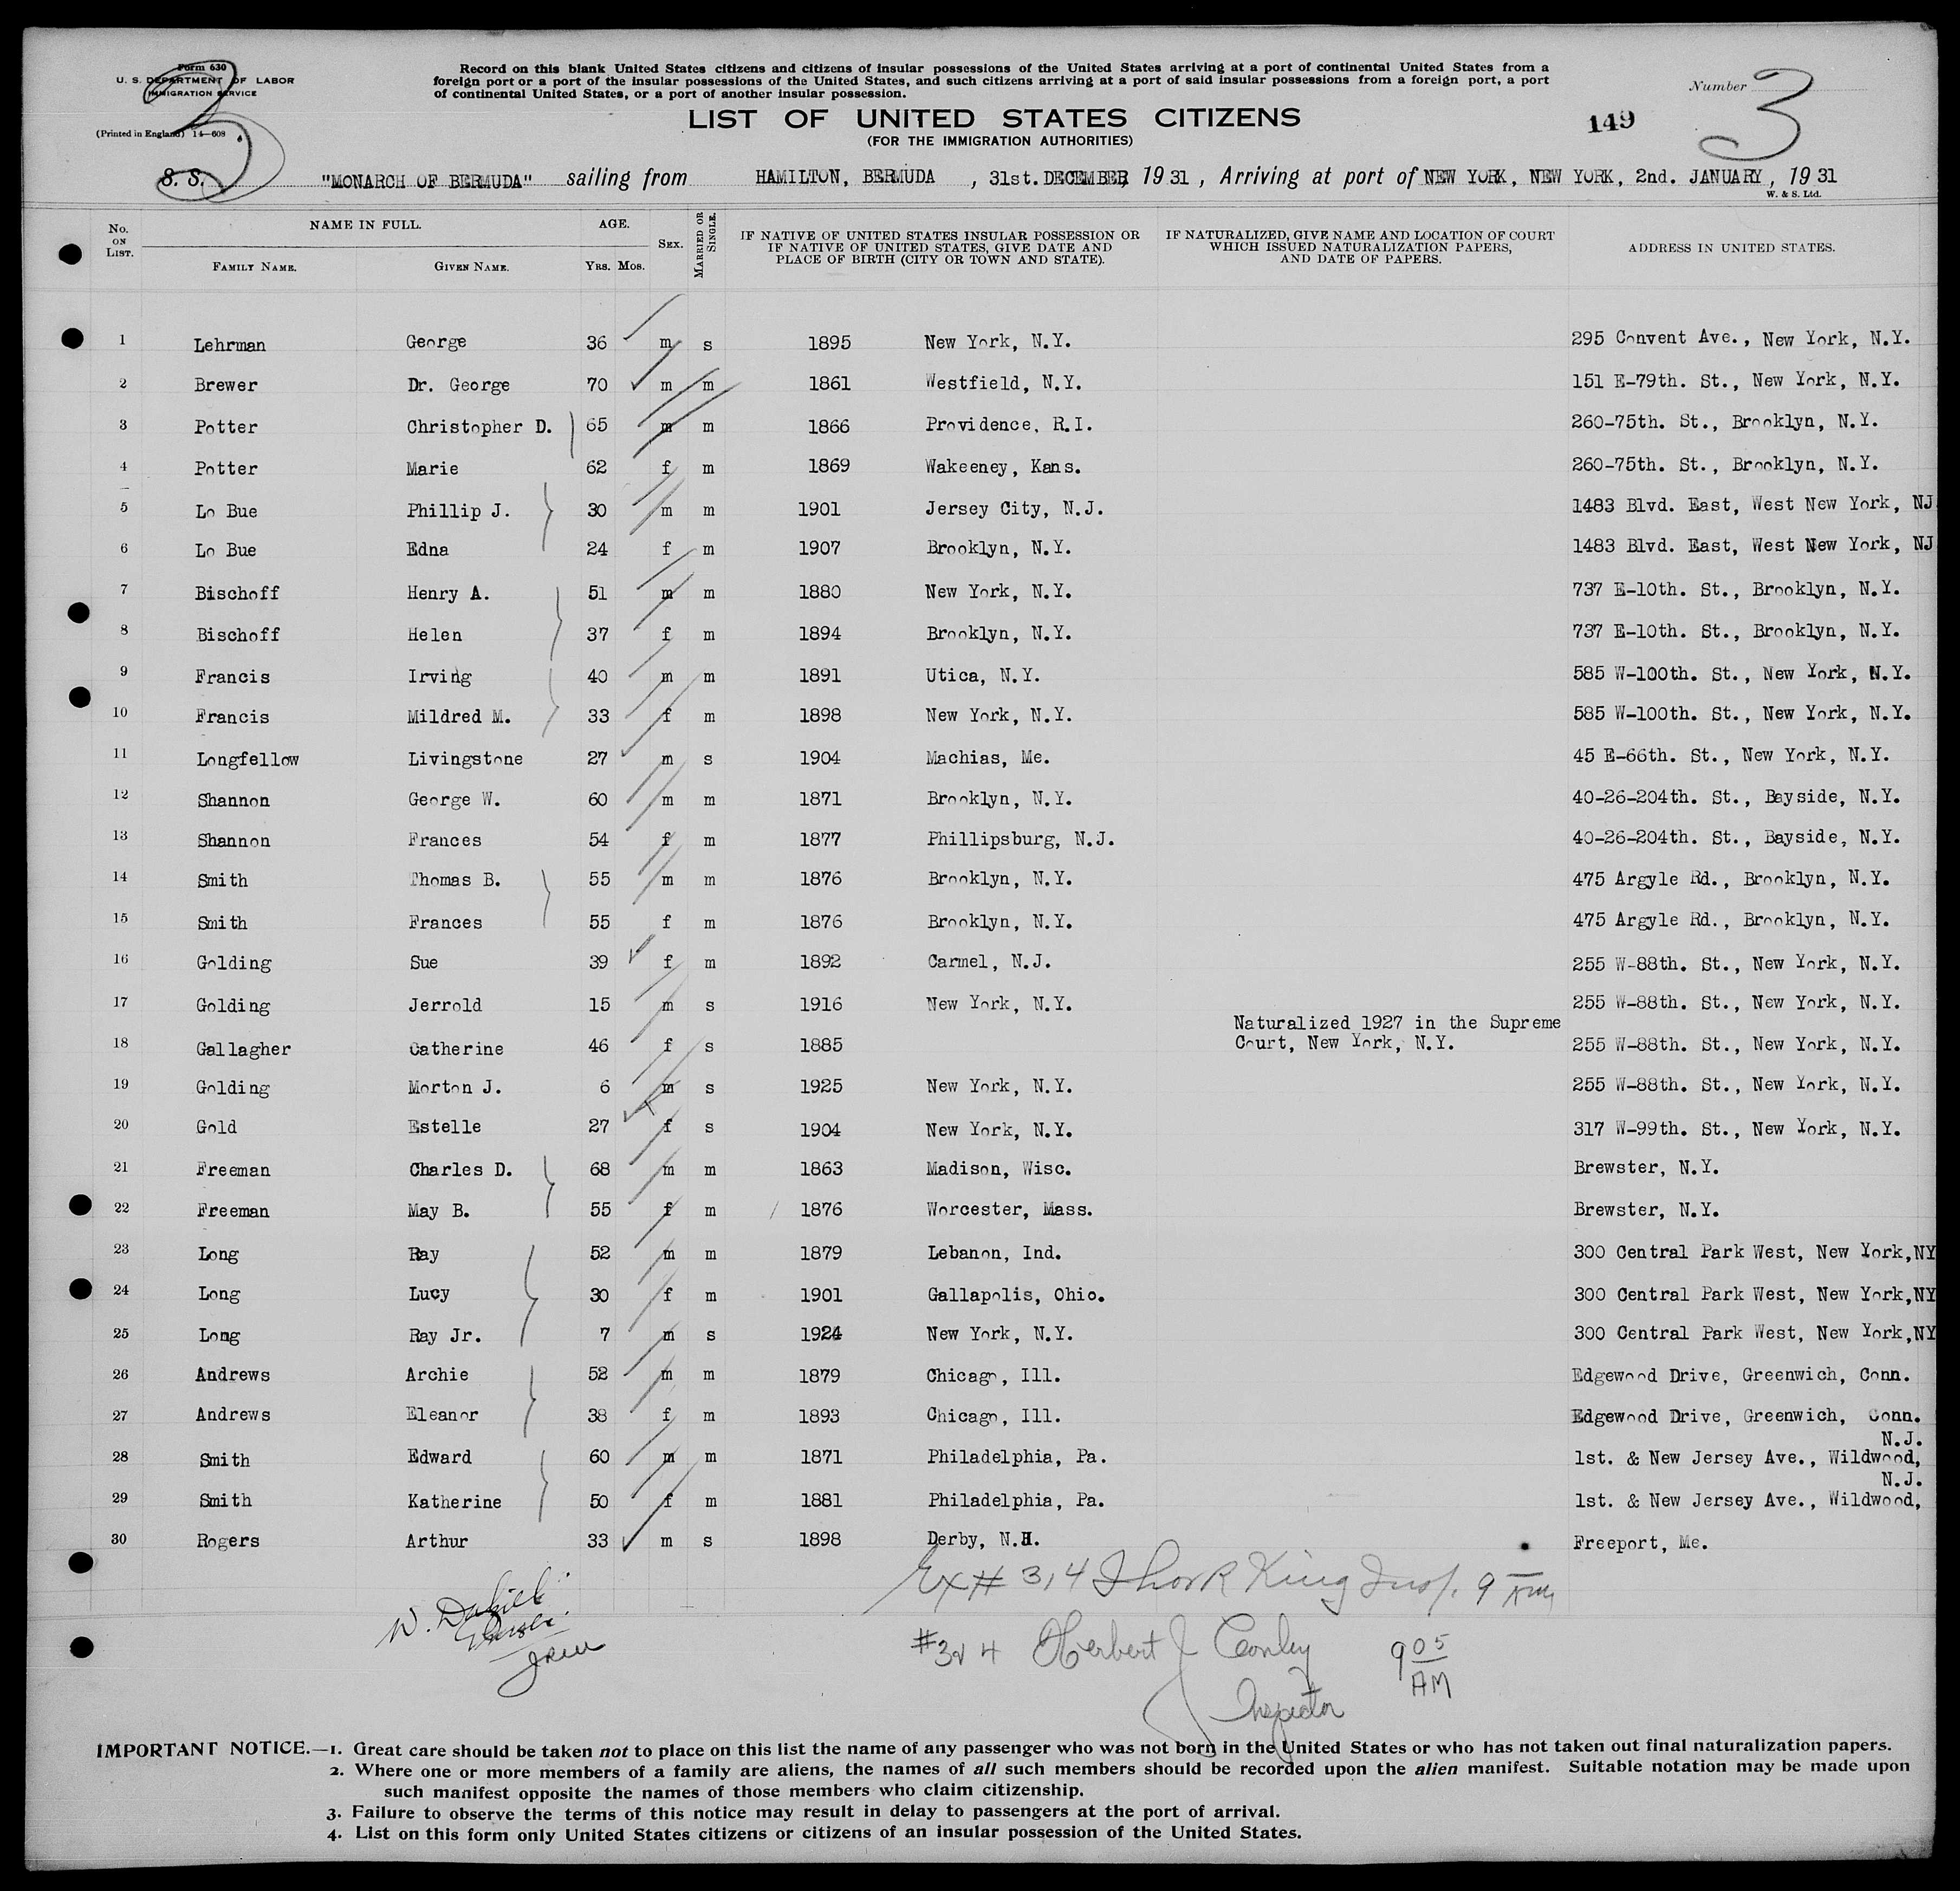 Form 630
U. S. DEPARTMENT OF LABOR
IMMIGRATION SERVICE
(Printed in England) 14—608
Record on this blank United States citizens and citizens of insular possessions of the United States arriving at a port of continental United States from a
foreign port or a port of the insular possessions of the United States, and such citizens arriving at a port of said insular possessions from a foreign port, a port
of continental United States, or a port of another insular possession.
Number 3
LIST OF UNITED STATES CITIZENS
149
(FOR THE IMMIGRATION AUTHORITIES)
S. S. "MONARCH OF BERMUDA" sailing from HAMILTON, BERMUDA , 31st. DECEMBER, 19 31 , Arriving at port of NEW YORK, NEW YORK, 2nd. JANUARY, 19 31
W. & S. Ltd.
No. ON LIST. NAME IN FULL. AGE. SEX. MARRIED OR SINGLE. IF NATIVE OF UNITED STATES INSULAR POSSESSION OR IF NATIVE OF UNITED STATES, GIVE DATE AND PLACE OF BIRTH (CITY OR TOWN AND STATE). IF NATURALIZED, GIVE NAME AND LOCATION OF COURT WHICH ISSUED NATURALIZATION PAPERS, AND DATE OF PAPERS. ADDRESS IN UNITED STATES.
FAMILY NAME. GIVEN NAME. YRS. MOS.
1 Lehrman George 36 m s 1895 New York, N.Y. 295 Convent Ave., New York, N.Y.
2 Brewer Dr. George 70 m m 1861 Westfield, N.Y. 151 E-79th. St., New York, N.Y.
3 Potter Christopher D. 65 m m 1866 Providence, R.I. 260-75th. St., Brooklyn, N.Y.
4 Potter Marie 62 f m 1869 Wakeeney, Kans. 260-75th. St., Brooklyn, N.Y.
5 Lo Bue Phillip J. 30 m m 1901 Jersey City, N.J. 1483 Blvd. East, West New York, NJ
6 Lo Bue Edna 24 f m 1907 Brooklyn, N.Y. 1483 Blvd. East, West New York, NJ
7 Bischoff Henry A. 51 m m 1880 New York, N.Y. 737 E-10th. St., Brooklyn, N.Y.
8 Bischoff Helen 37 f m 1894 Brooklyn, N.Y. 737 E-10th. St., Brooklyn, N.Y.
9 Francis Irving 40 m m 1891 Utica, N.Y. 585 W-100th. St., New York, N.Y.
10 Francis Mildred M. 33 f m 1898 New York, N.Y. 585 W-100th. St., New York, N.Y.
11 Longfellow Livingstone 27 m s 1904 Machias, Me. 45 E-66th. St., New York, N.Y.
12 Shannon George W. 60 m m 1871 Brooklyn, N.Y. 40-26-204th. St., Bayside, N.Y.
13 Shannon Frances 54 f m 1877 Phillipsburg, N.J. 40-26-204th. St., Bayside, N.Y.
14 Smith Thomas B. 55 m m 1876 Brooklyn, N.Y. 475 Argyle Rd., Brooklyn, N.Y.
15 Smith Frances 55 f m 1876 Brooklyn, N.Y. 475 Argyle Rd., Brooklyn, N.Y.
16 Golding Sue 39 f m 1892 Carmel, N.J. 255 W-88th. St., New York, N.Y.
17 Golding Jerrold 15 m s 1916 New York, N.Y. 255 W-88th. St., New York, N.Y.
Naturalized 1927 in the Supreme
18 Gallagher Catherine 46 f s 1885 Court, New York, N.Y. 255 W-88th. St., New York, N.Y.
19 Golding Morton J. 6 m s 1925 New York, N.Y. 255 W-88th. St., New York, N.Y.
20 Gold Estelle 27 f s 1904 New York, N.Y. 317 W-99th. St., New York, N.Y.
21 Freeman Charles D. 68 m m 1863 Madison, Wisc. Brewster, N.Y.
22 Freeman May B. 55 f m 1876 Worcester, Mass. Brewster, N.Y.
23 Long Ray 52 m m 1879 Lebanon, Ind. 300 Central Park West, New York,NY
24 Long Lucy 30 f m 1901 Gallapolis, Ohio. 300 Central Park West, New York,NY
25 Long Ray Jr. 7 m s 1924 New York, N.Y. 300 Central Park West, New York,NY
26 Andrews Archie 52 m m 1879 Chicago, Ill. Edgewood Drive, Greenwich, Conn.
27 Andrews Eleanor 38 f m 1893 Chicago, Ill. Edgewood Drive, Greenwich, Conn.
N.J.
28 Smith Edward 60 m m 1871 Philadelphia, Pa. 1st. & New Jersey Ave., Wildwood,
N.J.
29 Smith Katherine 50 f m 1881 Philadelphia, Pa. 1st. & New Jersey Ave., Wildwood,
30 Rogers Arthur 33 m s 1898 Derby, N.H. Freeport, Me.
Ex # 3,4 King Insp. 9
#3 4 Herbert J Conley 9 05 AM
Inspector
IMPORTANT NOTICE.—1. Great care should be taken not to place on this list the name of any passenger who was not born in the United States or who has not taken out final naturalization papers.
2. Where one or more members of a family are aliens, the names of all such members should be recorded upon the alien manifest. Suitable notation may be made upon
such manifest opposite the names of those members who claim citizenship.
3. Failure to observe the terms of this notice may result in delay to passengers at the port of arrival.
4. List on this form only United States citizens or citizens of an insular possession of the United States.